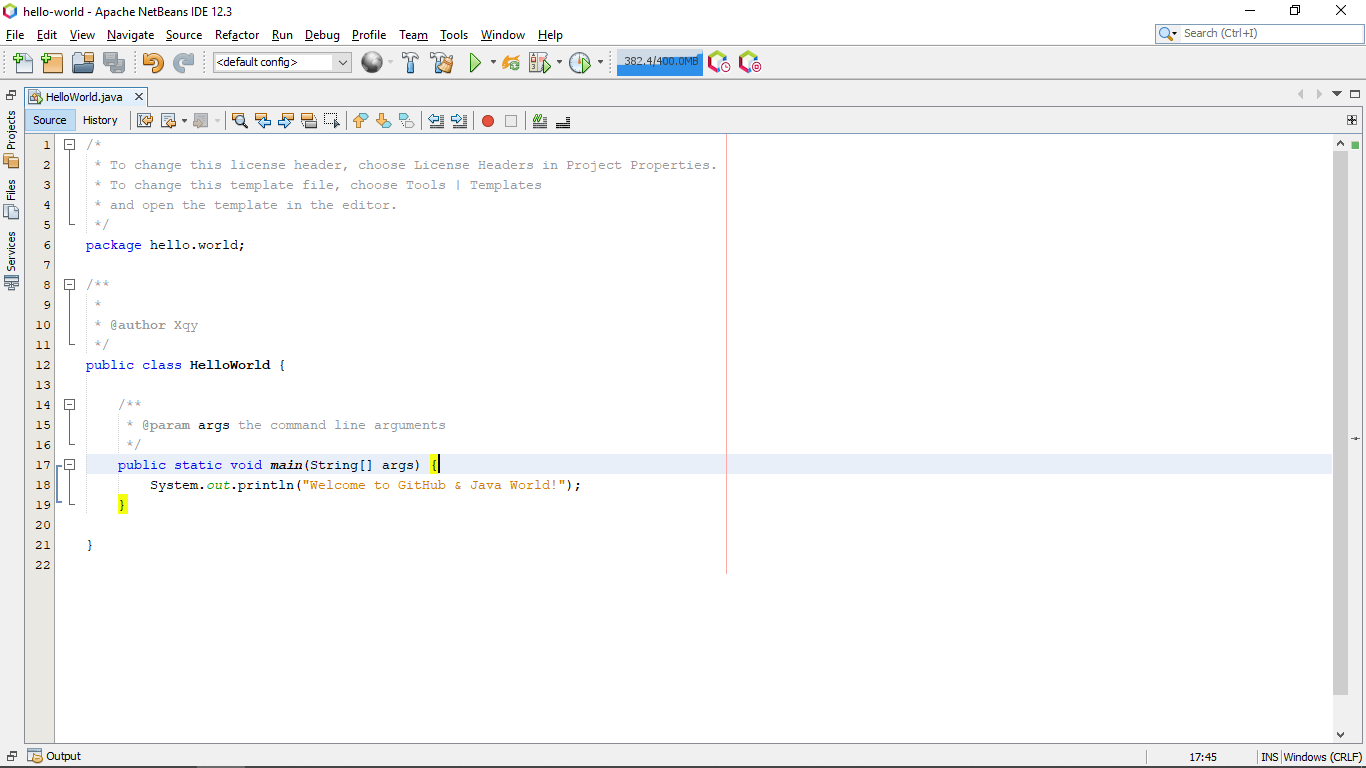 hello-world - Apache NetBeans IDE 12.3
File Edit View Navigate Source Refactor Run Debug Profile Team Tools Window Help
Search (Ctrl+I)
<default config>
382.4/400.0MB
HelloWorld.java
Source History
Projects
Files
Services
1 /*
2 * To change this license header, choose License Headers in Project Properties.
3 * To change this template file, choose Tools | Templates
4 * and open the template in the editor.
5 */
6 package hello.world;
7
8 /**
9 *
10 * @author Xqy
11 */
12 public class HelloWorld {
13
14 /**
15 * @param args the command line arguments
16 */
17 public static void main(String[] args) {
18 System.out.println("Welcome to GitHub & Java World!");
19 }
20
21 }
22
Output
17:45 INS Windows (CRLF)